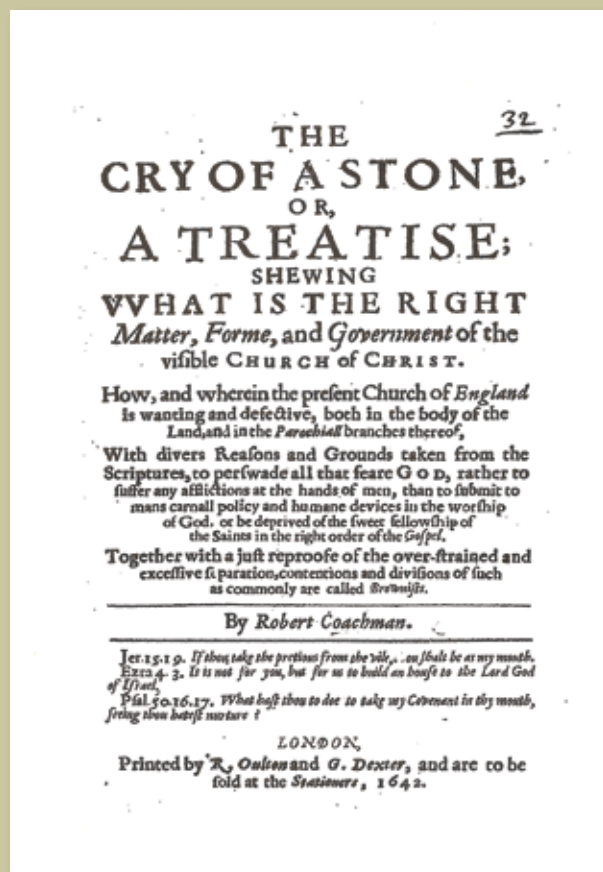 32
THE
CRY OF A STONE,
OR,
A TREATISE;
SHEWING
VVHAT IS THE RIGHT
Matter, Forme, and Government of the
viſible CHURCH of CHRIST.
How, and wherein the preſent Church of England
is wanting and defective, both in the body of the
Land, and in the Parochiall branches thereof,
With divers Reaſons and Grounds taken from the
Scriptures, to perſwade all that feare GOD, rather to
ſuffer any afflictions at the hands of men, than to ſubmit to
mans carnall policy and humane devices in the worſhip
of God, or be deprived of the ſweet fellowſhip of
the Saints in the right order of the Goſpel.
Together with a juſt reproofe of the over-ſtrained and
exceſſive ſeparation, contentions and diviſions of ſuch
as commonly are called Browniſts.
By Robert Coachman.
Jer. 15. 19. If thou take the pretious from the vile, ou ſhalt be as my mouth.
Ezra 4. 3. It is not for you, but for us to build an houſe to the Lord God
of Iſrael,
Pſal. 50. 16. 17. What haſt thou to doe to take my Covenant in thy mouth,
ſeeing thou hateſt nurture ?
LONDON,
Printed by R. Oulton and G. Dexter, and are to be
ſold at the Stationers, 1642.